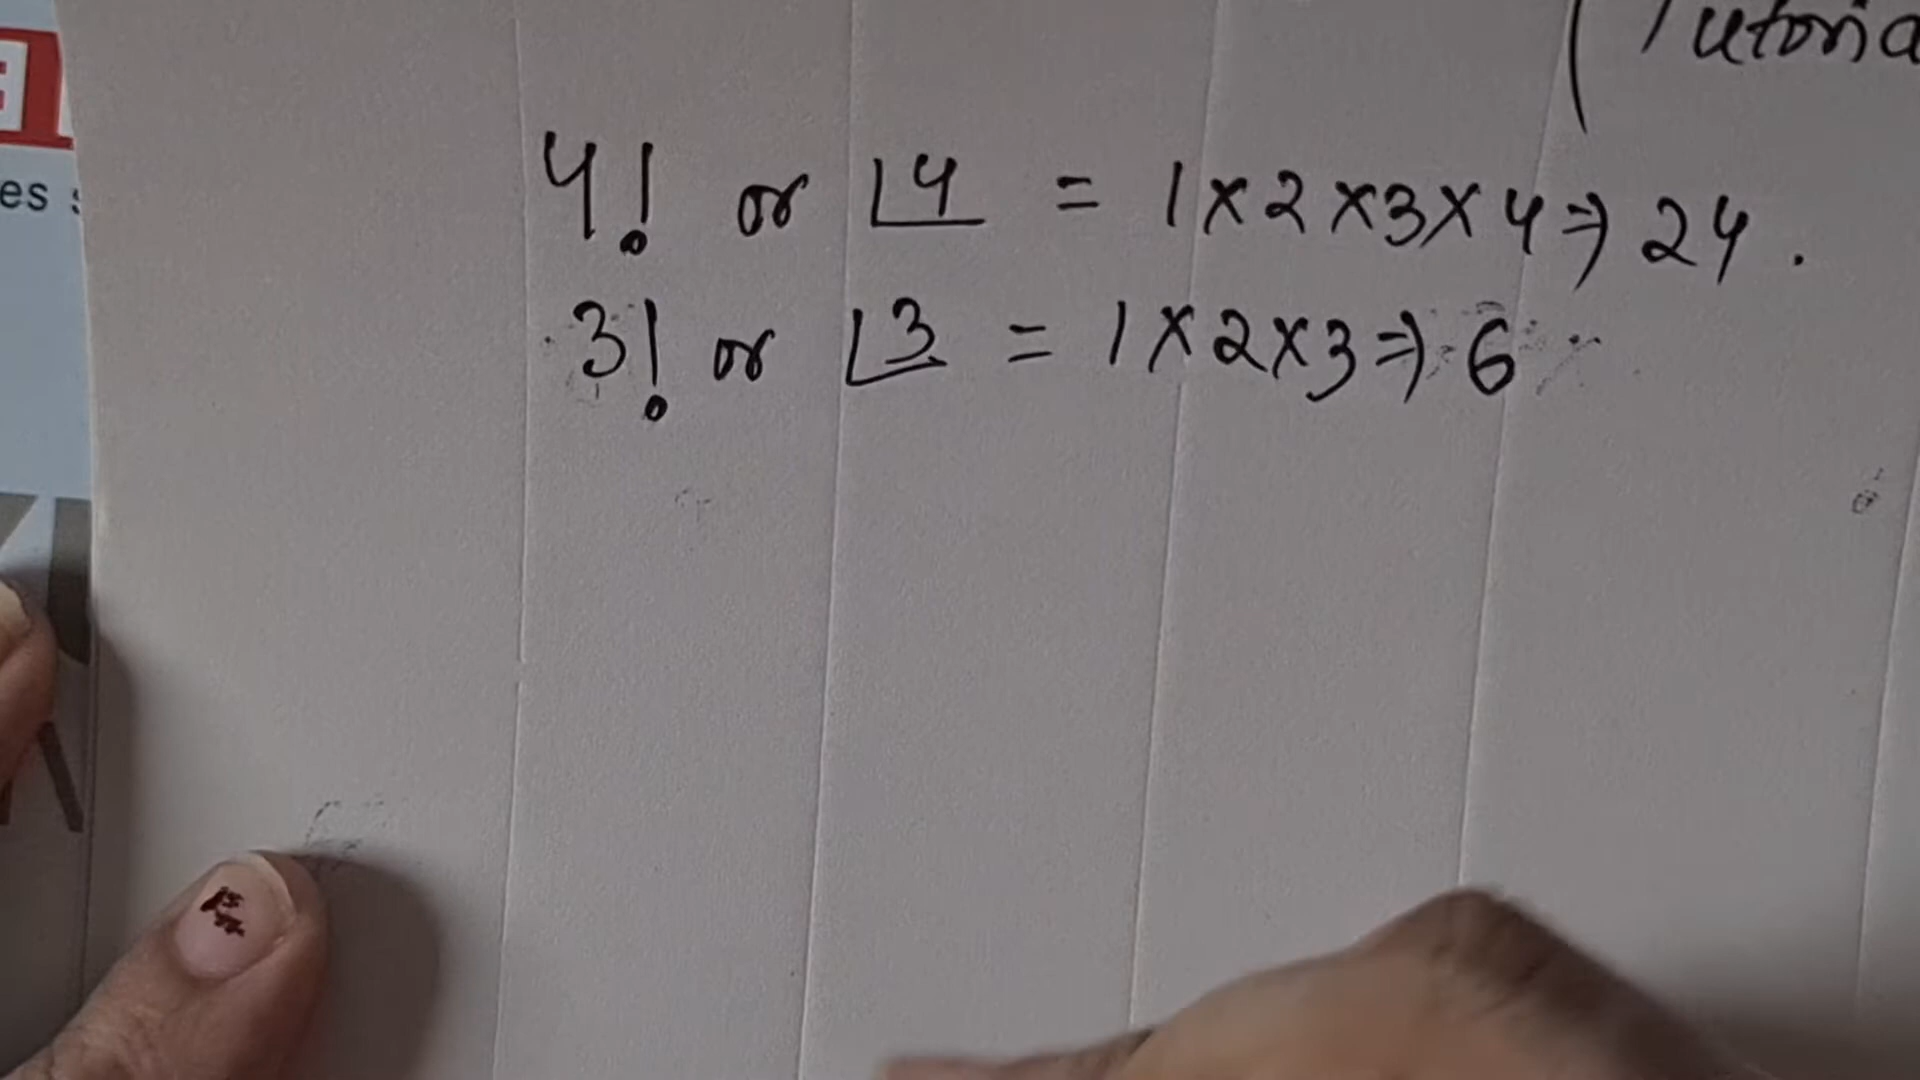 (Tutoria
4! or |4 = 1×2×3×4⇒24.
3! or |3 = 1×2×3⇒6
es